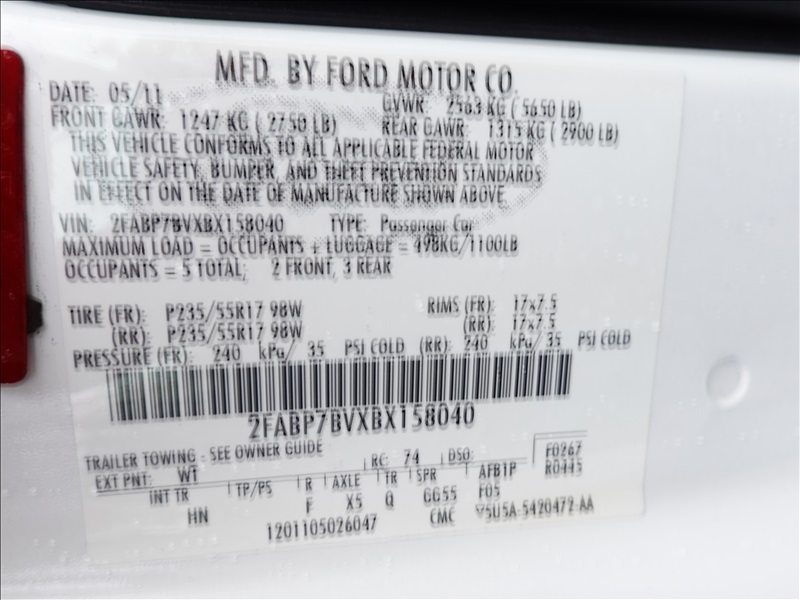 MFD. BY FORD MOTOR CO.
DATE: 05/11 GVWR: 2563 KG ( 5650 LB)
FRONT GAWR: 1247 KG ( 2750 LB) REAR GAWR: 1315 KG ( 2900 LB)
THIS VEHICLE CONFORMS TO ALL APPLICABLE FEDERAL MOTOR
VEHICLE SAFETY, BUMPER, AND THEFT PREVENTION STANDARDS
IN EFFECT ON THE DATE OF MANUFACTURE SHOWN ABOVE.
VIN: 2FABP7BVXBX158040 TYPE: Passenger Car
MAXIMUM LOAD = OCCUPANTS + LUGGAGE = 498KG/1100LB
OCCUPANTS = 5 TOTAL; 2 FRONT, 3 REAR
TIRE (FR): P235/55R17 98W RIMS (FR): 17x7.5
(RR): P235/55R17 98W (RR): 17x7.5
PRESSURE (FR): 240 kPa/ 35 PSI COLD (RR): 240 kPa/ 35 PSI COLD
2FABP7BVXBX158040
TRAILER TOWING - SEE OWNER GUIDE
EXT PNT: WT RC: 74 DSO: F0267
R0445
INT TR TP/PS R AXLE TR SPR AFB1P
HN F X5 Q GG55 F05
1201105026047 CMC 5U5A-5420472-AA